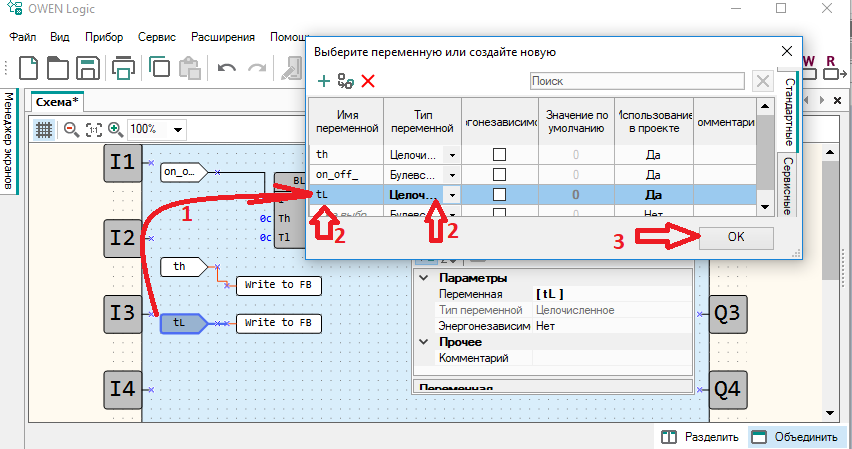 OWEN Logic
Файл Вид Прибор Сервис Расширения Помощь
Выберите переменную или создайте новую
Поиск
Имя переменной
Тип переменной
Значение по умолчанию
Использование в проекте
th Целочи... 0 Да
on_off_ Булевс... 0 Да
tL Целоч... 0 Да
Булевс... 0 Нет
Стандартные
Сервисные
OK
W R
Менеджер экранов
Схема*
100%
I1
on_o...
BL
1
2
2
3
I2
0c Th
0c Tl
th
Write to FB
I3
tL
Write to FB
I4
Параметры
Переменная [tL]
Тип переменной Целочисленное
Энергонезависим Нет
Прочее
Комментарий
Переменная
Q3
Q4
Разделить Объединить